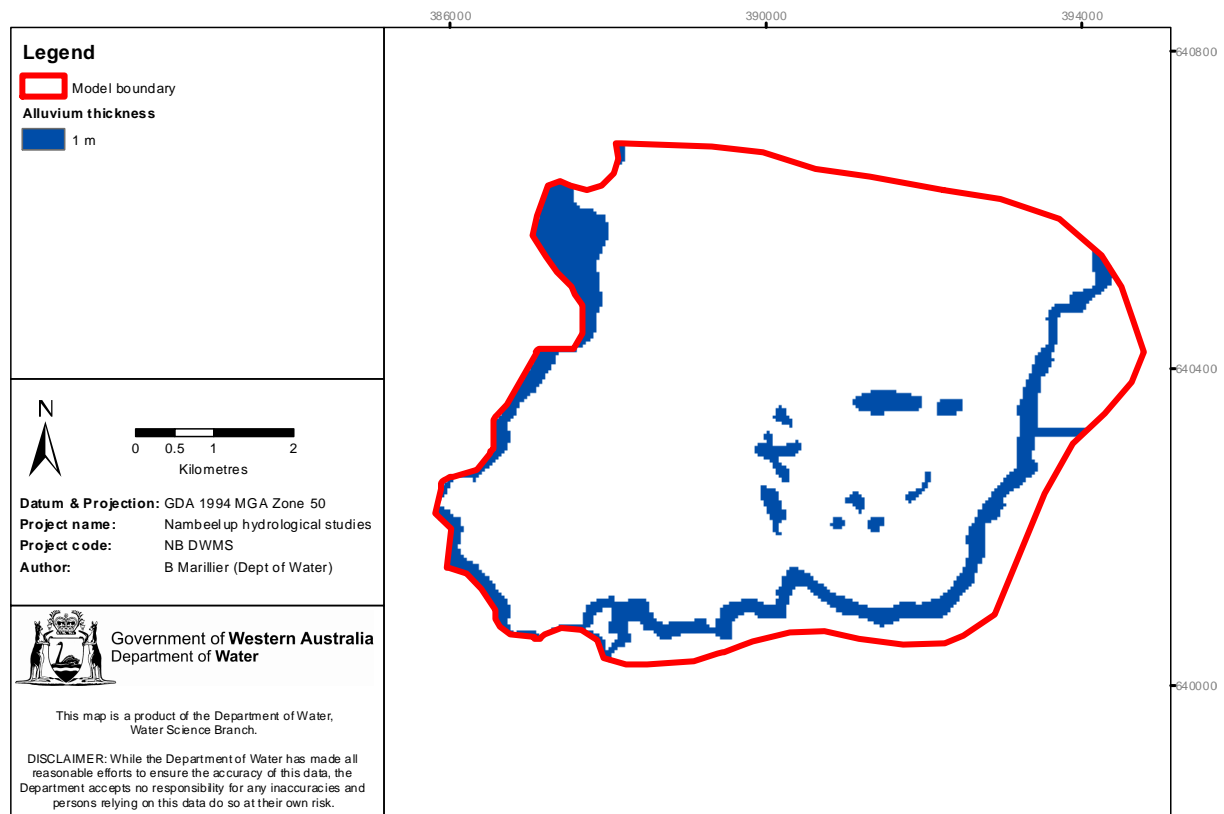 386000
390000
394000
640800
640400
640000
Legend
Model boundary
Alluvium thickness
1 m
N
0 0.5 1 2
Kilometres
Datum & Projection: GDA 1994 MGA Zone 50
Project name: Nambeelup hydrological studies
Project code: NB DWMS
Author: B Marillier (Dept of Water)
Government of Western Australia
Department of Water
This map is a product of the Department of Water,
Water Science Branch.
DISCLAIMER: While the Department of Water has made all
reasonable efforts to ensure the accuracy of this data, the
Department accepts no responsibility for any inaccuracies and
persons relying on this data do so at their own risk.